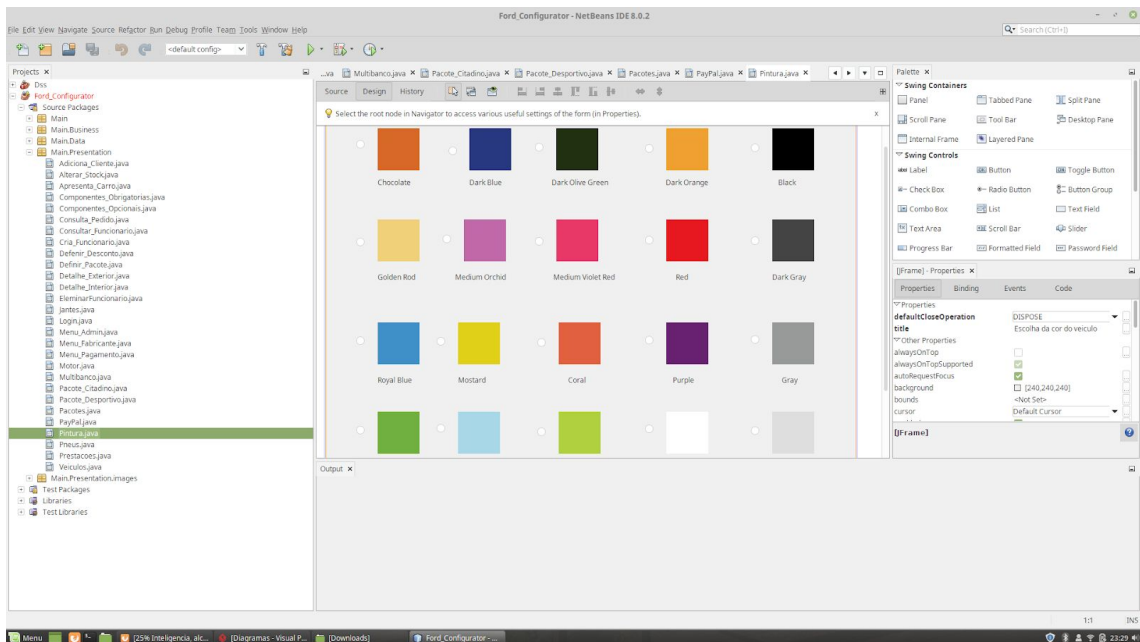 Ford_Configurator - NetBeans IDE 8.0.2
File Edit View Navigate Source Refactor Run Debug Profile Team Tools Window Help
Search (Ctrl+I)
<default config>
Projects
Dss
Ford_Configurator
Source Packages
Main
Main.Business
Main.Data
Main.Presentation
Adiciona_Cliente.java
Alterar_Stock.java
Apresenta_Carro.java
Componentes_Obrigatorias.java
Componentes_Opcionais.java
Consulta_Pedido.java
Consultar_Funcionario.java
Cria_Funcionario.java
Defenir_Desconto.java
Definir_Pacote.java
Detalhe_Exterior.java
Detalhe_Interior.java
EleminarFuncionario.java
Jantes.java
Login.java
Menu_Admin.java
Menu_Fabricante.java
Menu_Pagamento.java
Motor.java
Multibanco.java
Pacote_Citadino.java
Pacote_Desportivo.java
Pacotes.java
PayPal.java
Pintura.java
Pneus.java
Prestacoes.java
Veiculos.java
Main.Presentation.images
Test Packages
Libraries
Test Libraries
...va Multibanco.java Pacote_Citadino.java Pacote_Desportivo.java Pacotes.java PayPal.java Pintura.java
Source Design History
Select the root node in Navigator to access various useful settings of the form (in Properties).
Chocolate Dark Blue Dark Olive Green Dark Orange Black
Golden Rod Medium Orchid Medium Violet Red Red Dark Gray
Royal Blue Mostard Coral Purple Gray
Output
Palette
Swing Containers
Panel Tabbed Pane Split Pane
Scroll Pane Tool Bar Desktop Pane
Internal Frame Layered Pane
Swing Controls
label Label Button Toggle Button
Check Box Radio Button Button Group
Combo Box List Text Field
Text Area Scroll Bar Slider
Progress Bar Formatted Field Password Field
[JFrame] - Properties
Properties Binding Events Code
Properties
defaultCloseOperation DISPOSE
title Escolha da cor do veiculo
Other Properties
alwaysOnTop
alwaysOnTopSupported
autoRequestFocus
background [240,240,240]
bounds <Not Set>
cursor Default Cursor
[JFrame]
1:1 INS
Menu [25% Inteligencia, alc... [Diagramas - Visual P... [Downloads] Ford_Configurator -... 23:29